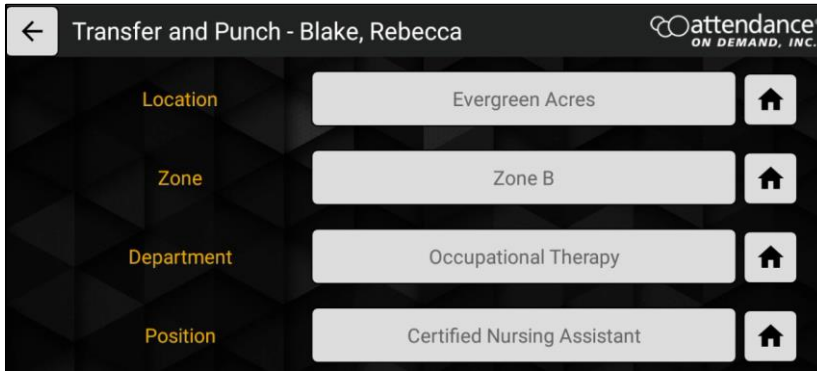 Transfer and Punch - Blake, Rebecca
attendance
ON DEMAND, INC.
Location Evergreen Acres
Zone Zone B
Department Occupational Therapy
Position Certified Nursing Assistant